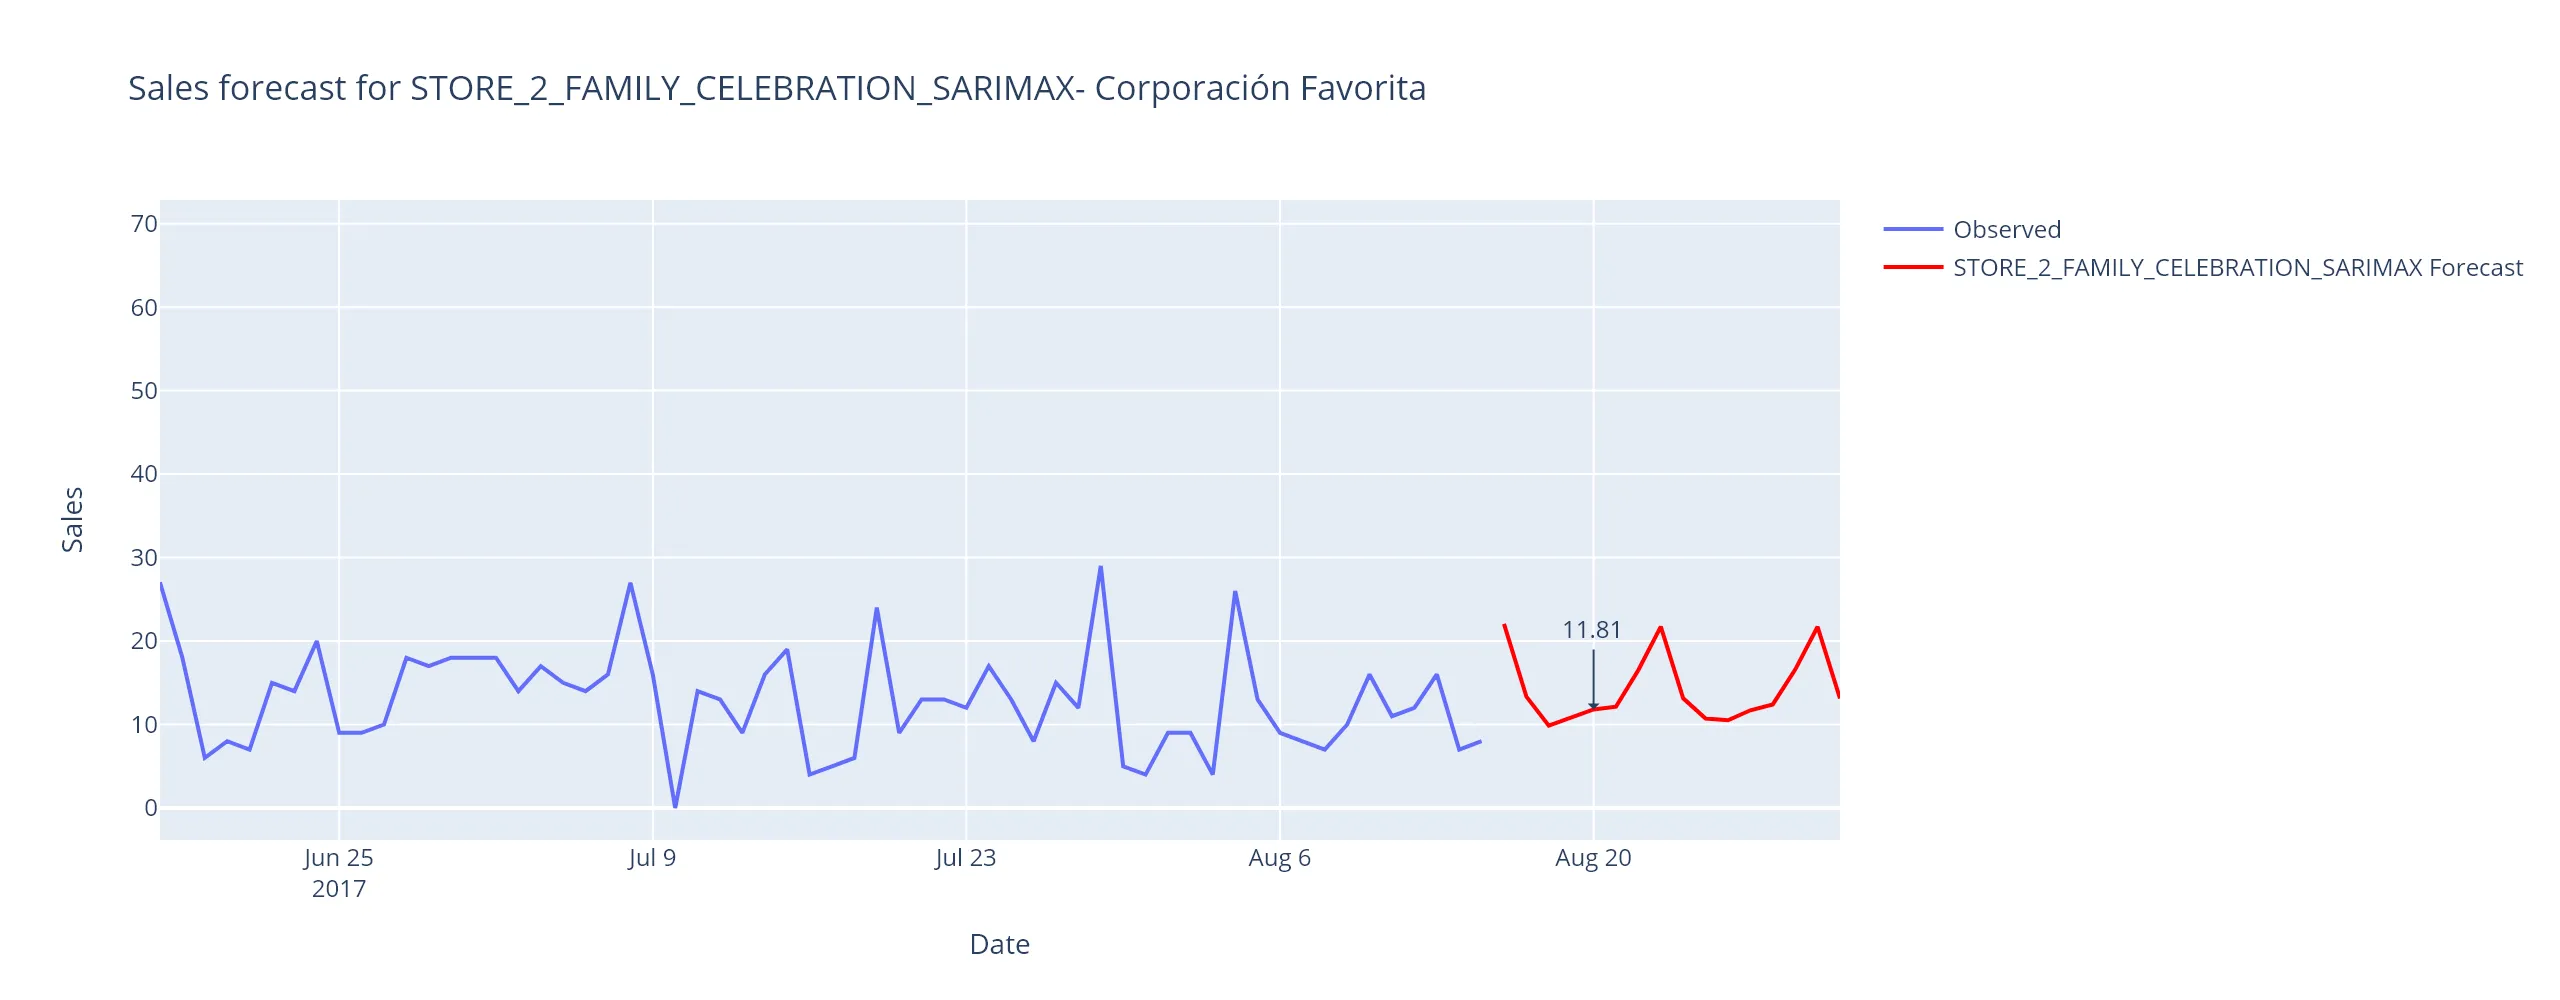 Sales forecast for STORE_2_FAMILY_CELEBRATION_SARIMAX- Corporación Favorita
Observed
STORE_2_FAMILY_CELEBRATION_SARIMAX Forecast
70
60
50
40
30
20
10
0
Sales
11.81
Jun 25
2017
Jul 9
Jul 23
Aug 6
Aug 20
Date